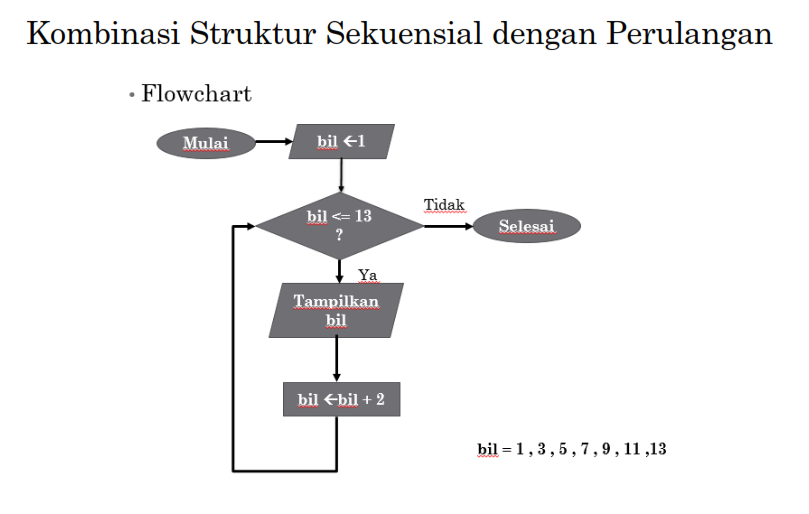 Kombinasi Struktur Sekuensial dengan Perulangan
• Flowchart
Mulai
bil ←1
bil <= 13
?
Tidak
Selesai
Ya
Tampilkan
bil
bil ←bil + 2
bil = 1 , 3 , 5 , 7 , 9 , 11 ,13